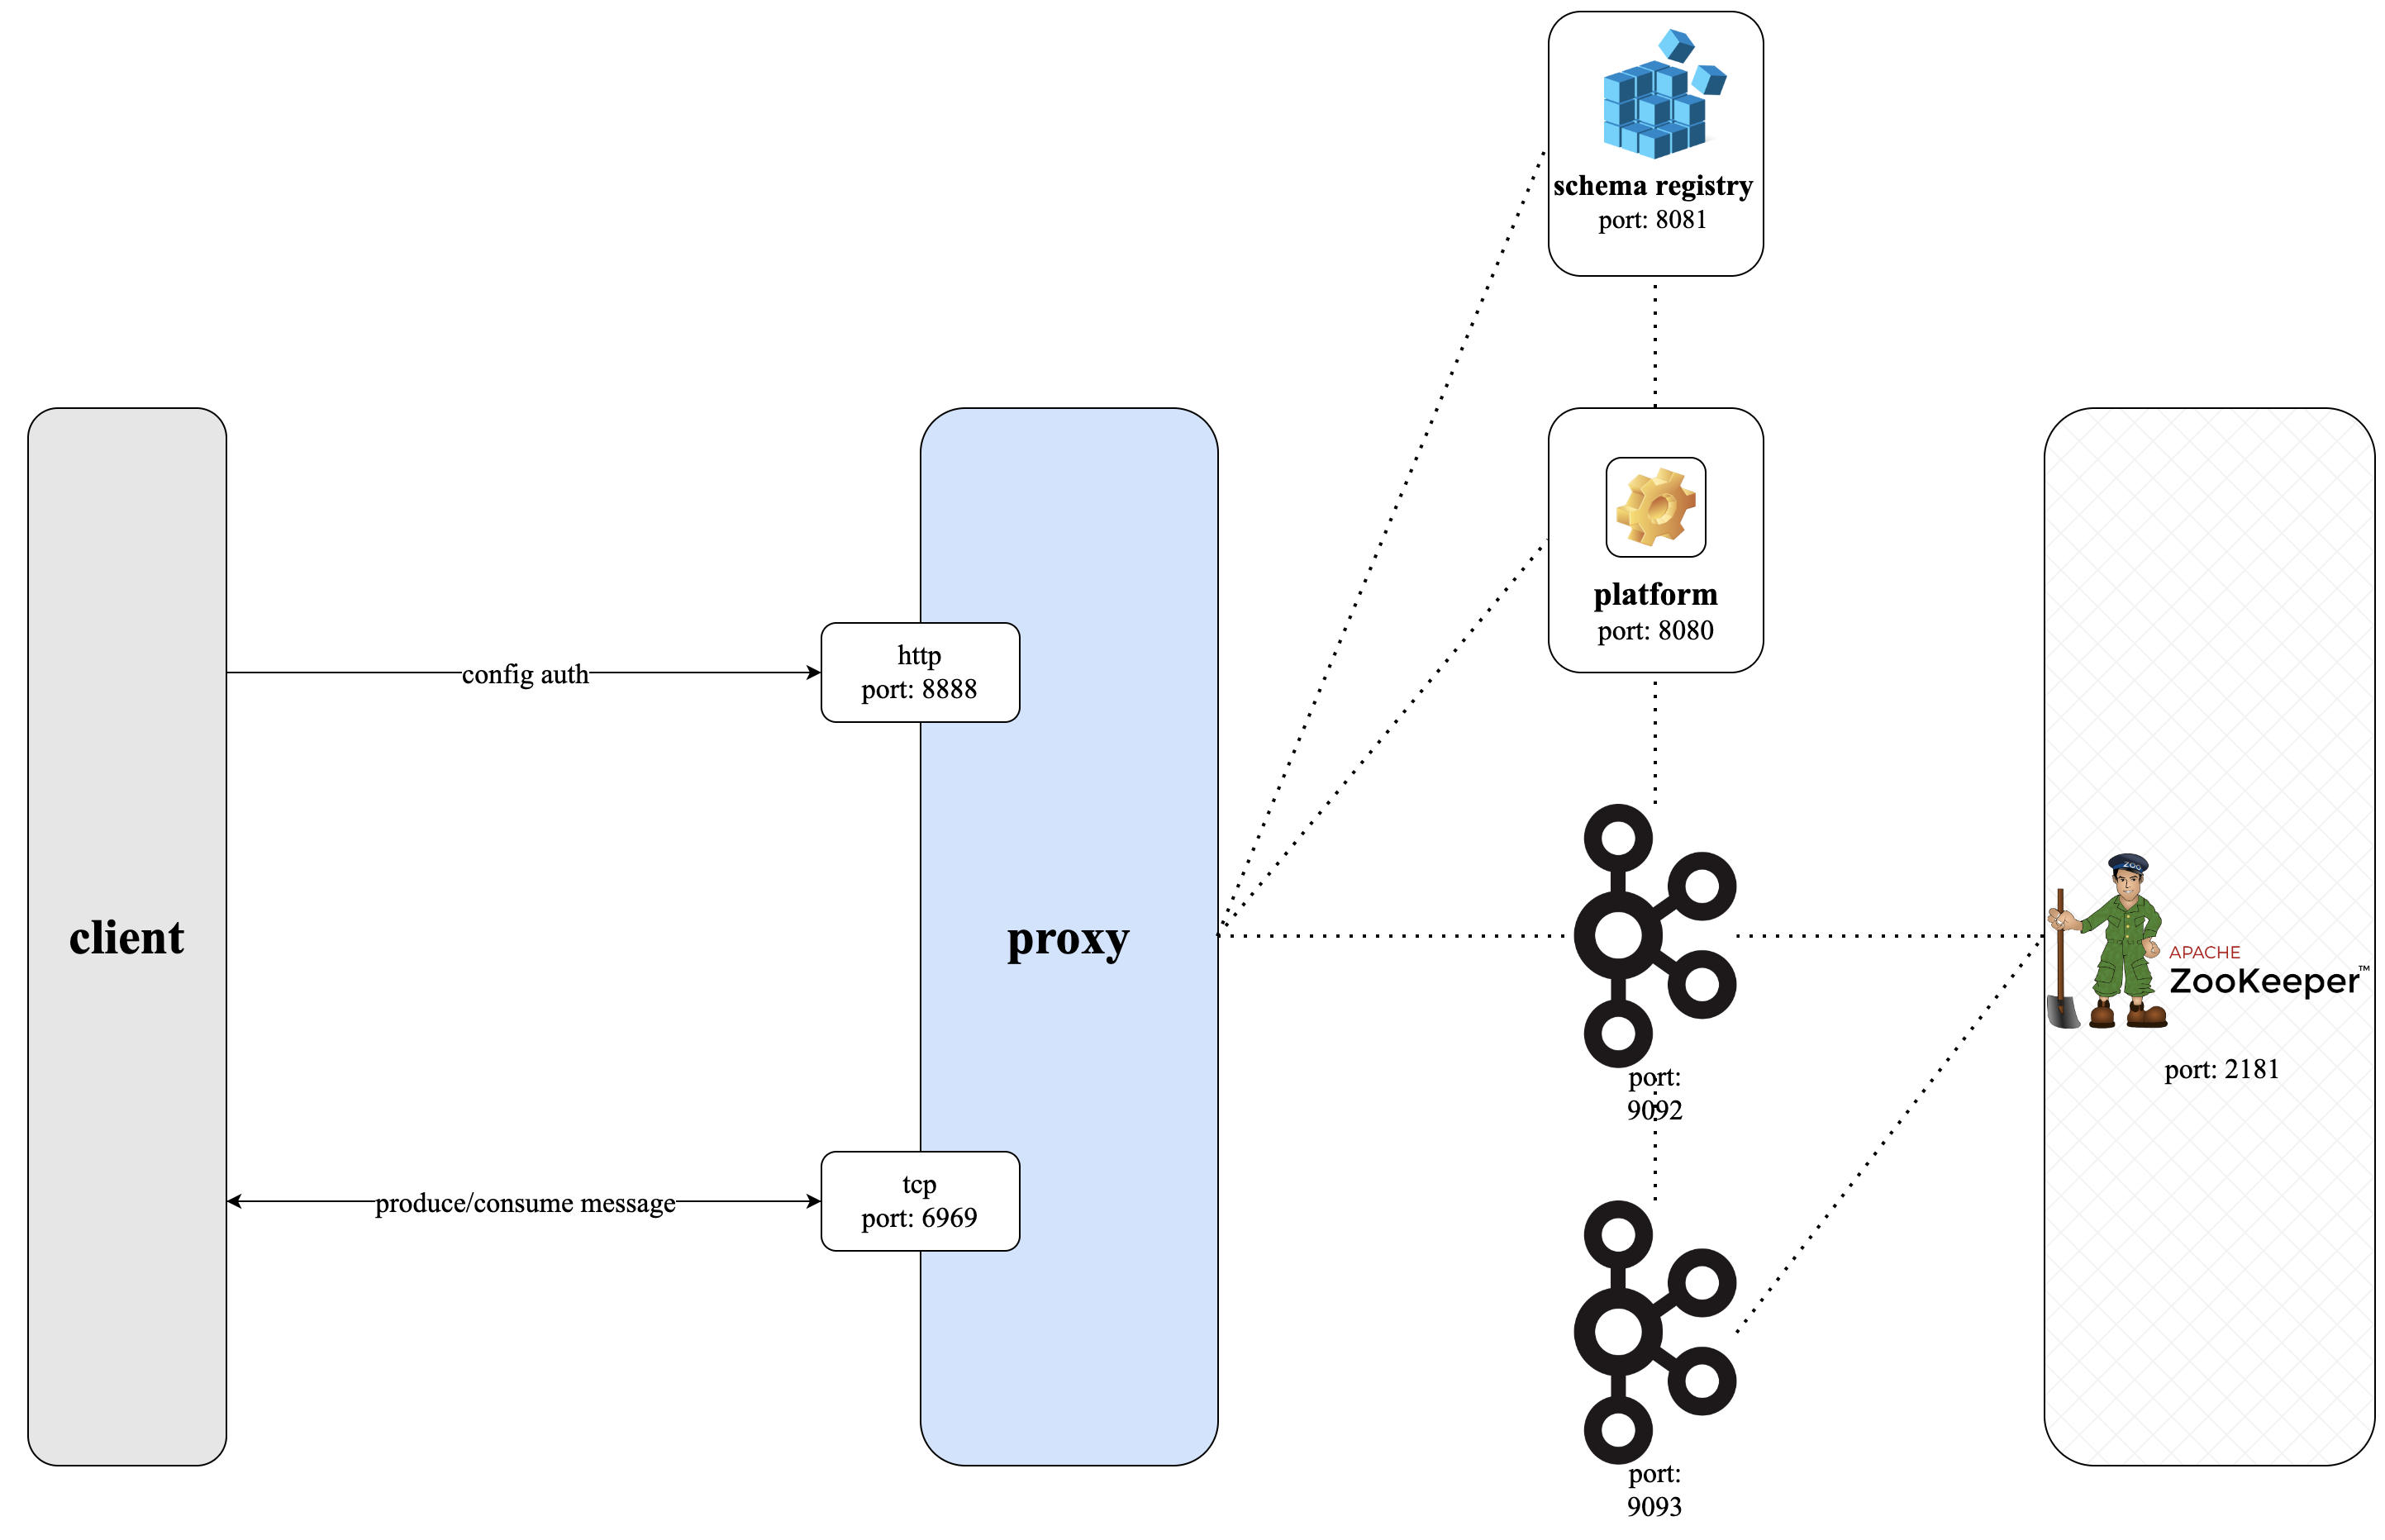 schema registry
port: 8081
client
config auth
produce/consume message
http
port: 8888
proxy
tcp
port: 6969
platform
port: 8080
port:
9092
port:
9093
ZOO
APACHE
ZooKeeper™
port: 2181